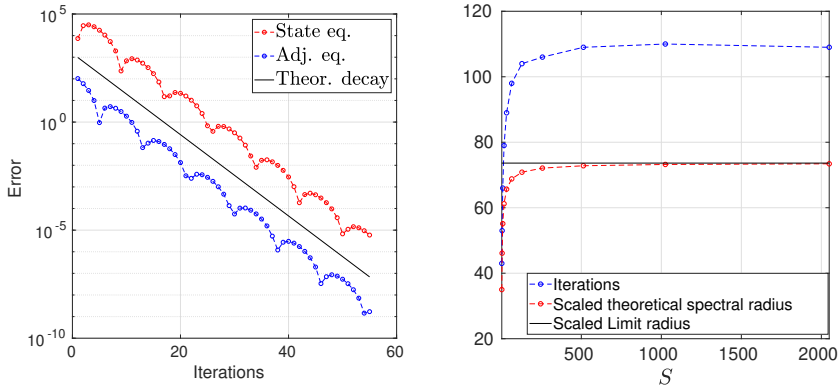 10^5
10^0
10^-5
10^-10
Error
0
20
40
60
Iterations
State eq.
Adj. eq.
Theor. decay
120
100
80
60
40
20
500
1000
1500
2000
S
Iterations
Scaled theoretical spectral radius
Scaled Limit radius